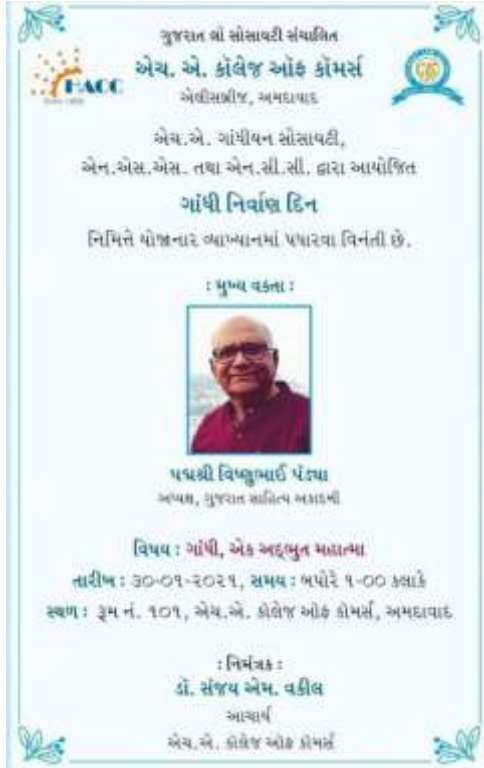 ગુજરાત લૉ સોસાયટી સંચાલિત
HACC
એચ. એ. કૉલેજ ઑફ કૉમર્સ
એલીસબ્રીજ, અમદાવાદ
એચ.એ. ગાંધીયન સોસાયટી,
એન.એસ.એસ. તથા એન.સી.સી. દ્વારા આયોજિત
ગાંધી નિર્વાણ દિન
નિમિત્તે યોજાનાર વ્યાખ્યાનમાં પધારવા વિનંતી છે.
: મુખ્ય વક્તા :
પદ્મશ્રી વિષ્ણુભાઈ પંડ્યા
અધ્યક્ષ, ગુજરાત સાહિત્ય અકાદમી
વિષય : ગાંધી, એક અદ્ભુત મહાત્મા
તારીખ : ૩૦-૦૧-૨૦૨૧, સમય : બપોરે ૧-૦૦ કલાકે
સ્થળ : રૂમ નં. ૧૦૧, એચ.એ. કોલેજ ઓફ કોમર્સ, અમદાવાદ
: નિમંત્રક :
ડૉ. સંજય એમ. વકીલ
આચાર્ય
એચ.એ. કોલેજ ઓફ કોમર્સ